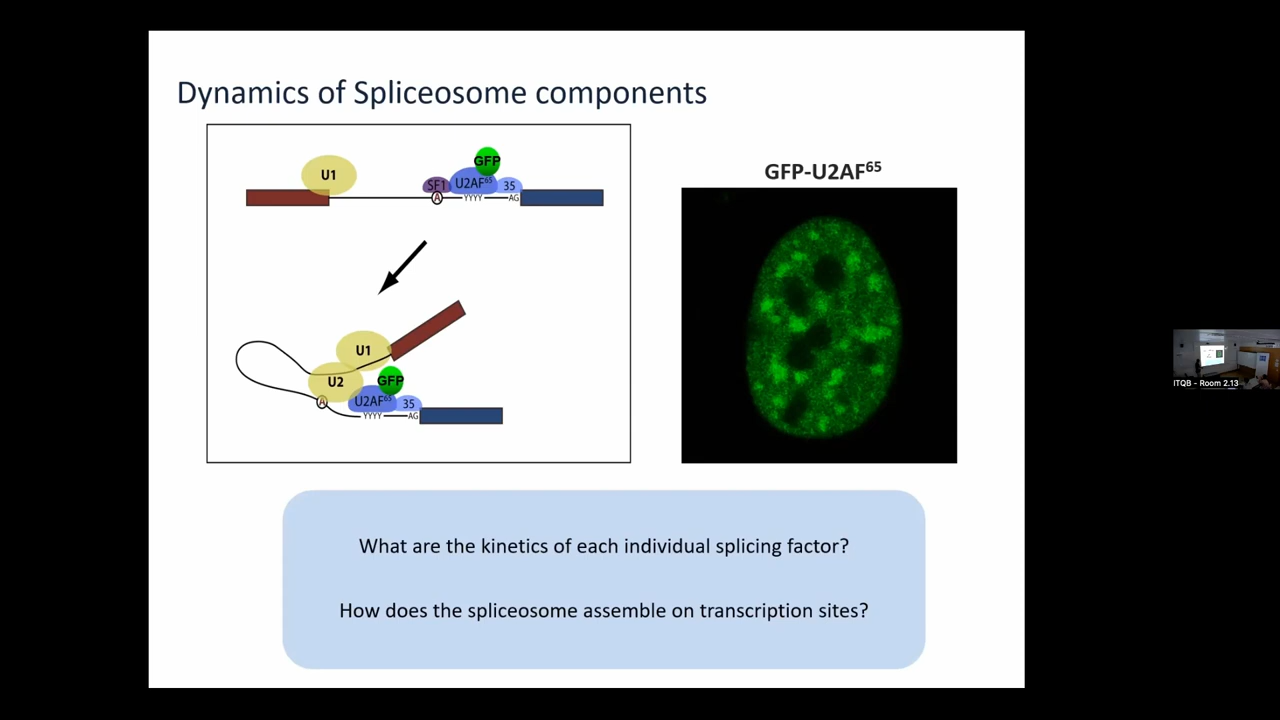 Dynamics of Spliceosome components
U1
GFP
SF1
U2AF⁶⁵
35
A
YYYY
AG
GFP-U2AF⁶⁵
U1
U2
GFP
U2AF⁶⁵
35
A
YYYY
AG
What are the kinetics of each individual splicing factor?
How does the spliceosome assemble on transcription sites?
ITQB - Room 2.13